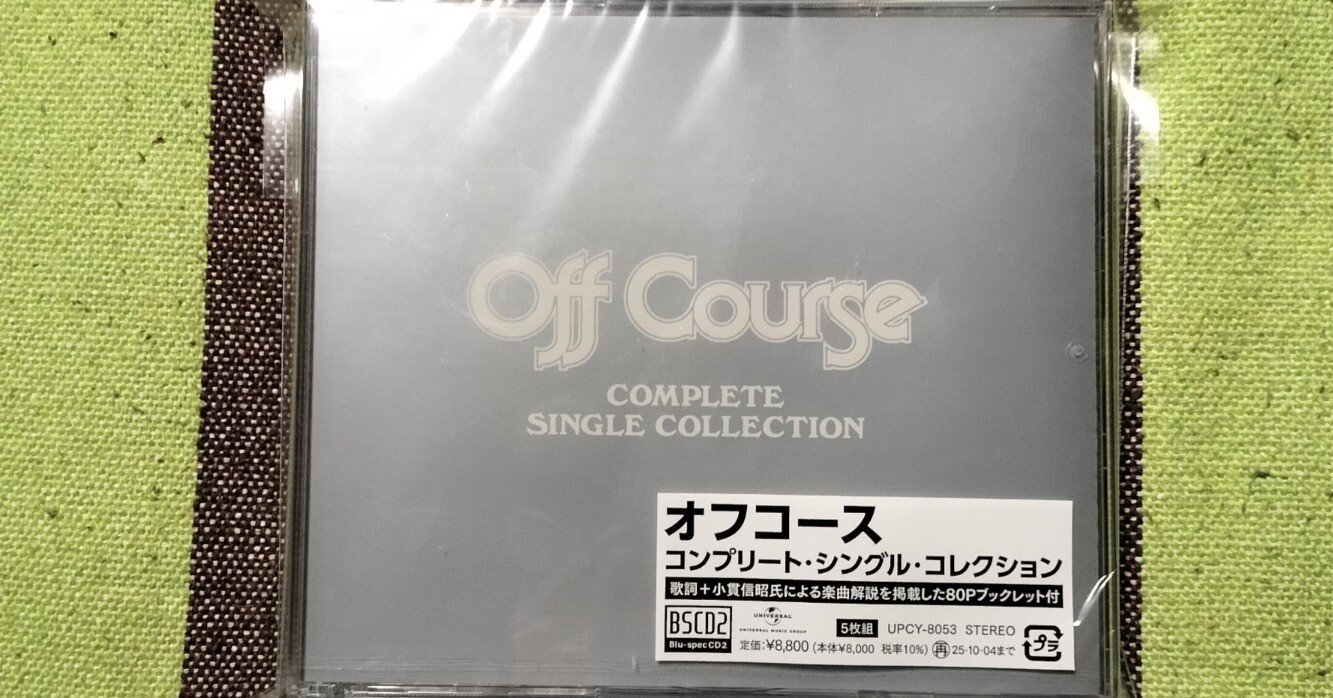 Off Course
COMPLETE
SINGLE COLLECTION
オフコース
コンプリート・シングル・コレクション
歌詞+小貫信昭氏による楽曲解説を掲載した80Pブックレット付
BSCD2
Blu-spec CD2
UNIVERSAL
UNIVERSAL MUSIC GROUP
5枚組 UPCY-8053 STEREO
定価:¥8,800 (本体¥8,000 税率10%) 再 25・10・04まで
プラ